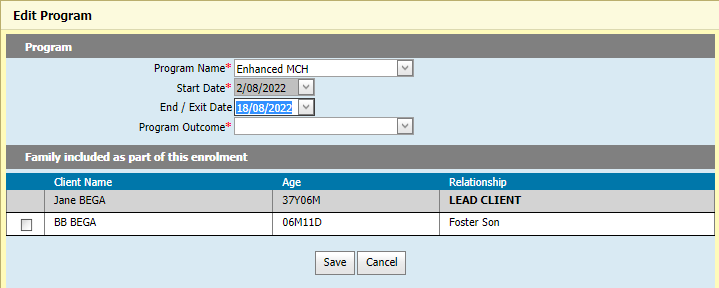 Edit Program
Program
Program Name* Enhanced MCH
Start Date* 2/08/2022
End / Exit Date 18/08/2022
Program Outcome*
Family included as part of this enrolment
Client Name Age Relationship
Jane BEGA 37Y06M LEAD CLIENT
BB BEGA 06M11D Foster Son
Save Cancel